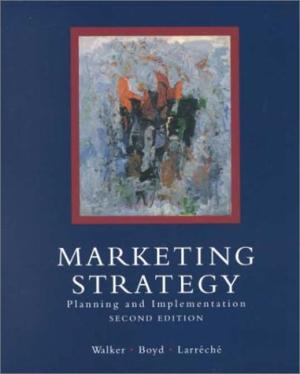 MARKETING
STRATEGY
Planning and Implementation
SECOND EDITION
Walker · Boyd · Larréché